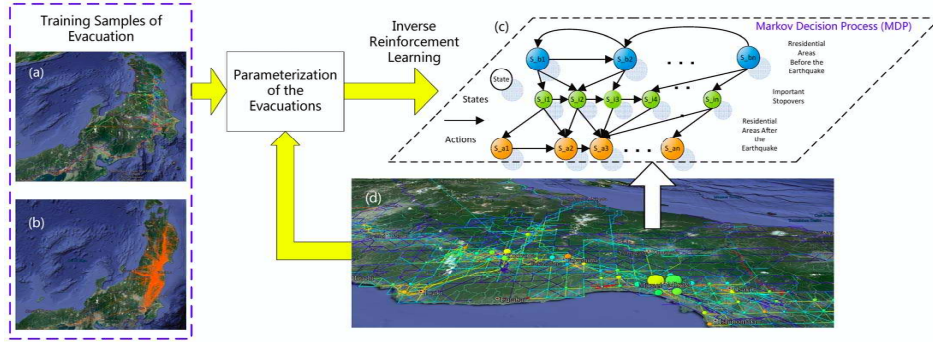 Training Samples of
Evacuation
(a)
(b)
Parameterization
of the
Evacuations
Inverse
Reinforcement
Learning
(c)
Markov Decision Process (MDP)
S_b1
S_b2
S_bn
Residential
Areas
Before the
Earthquake
State
States
S_i1
S_i2
S_i3
S_i4
S_in
Important
Stopovers
Actions
S_a1
S_a2
S_a3
S_an
Residential
Areas After
the
Earthquake
(d)